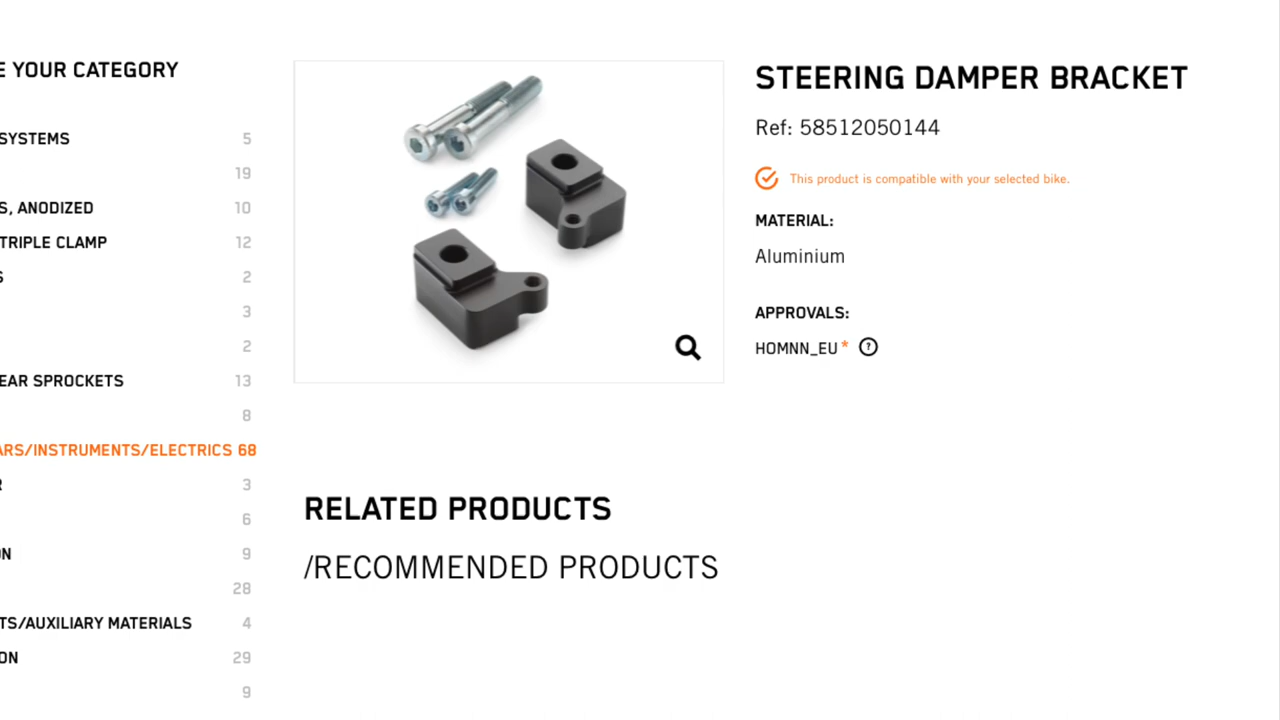 E YOUR CATEGORY
SYSTEMS 5
19
S, ANODIZED 10
TRIPLE CLAMP 12
S 2
3
2
EAR SPROCKETS 13
8
ARS/INSTRUMENTS/ELECTRICS 68
R 3
6
ON 9
28
TS/AUXILIARY MATERIALS 4
ON 29
9
STEERING DAMPER BRACKET
Ref: 58512050144
This product is compatible with your selected bike.
MATERIAL:
Aluminium
APPROVALS:
HOMNN_EU* ?
RELATED PRODUCTS
/RECOMMENDED PRODUCTS